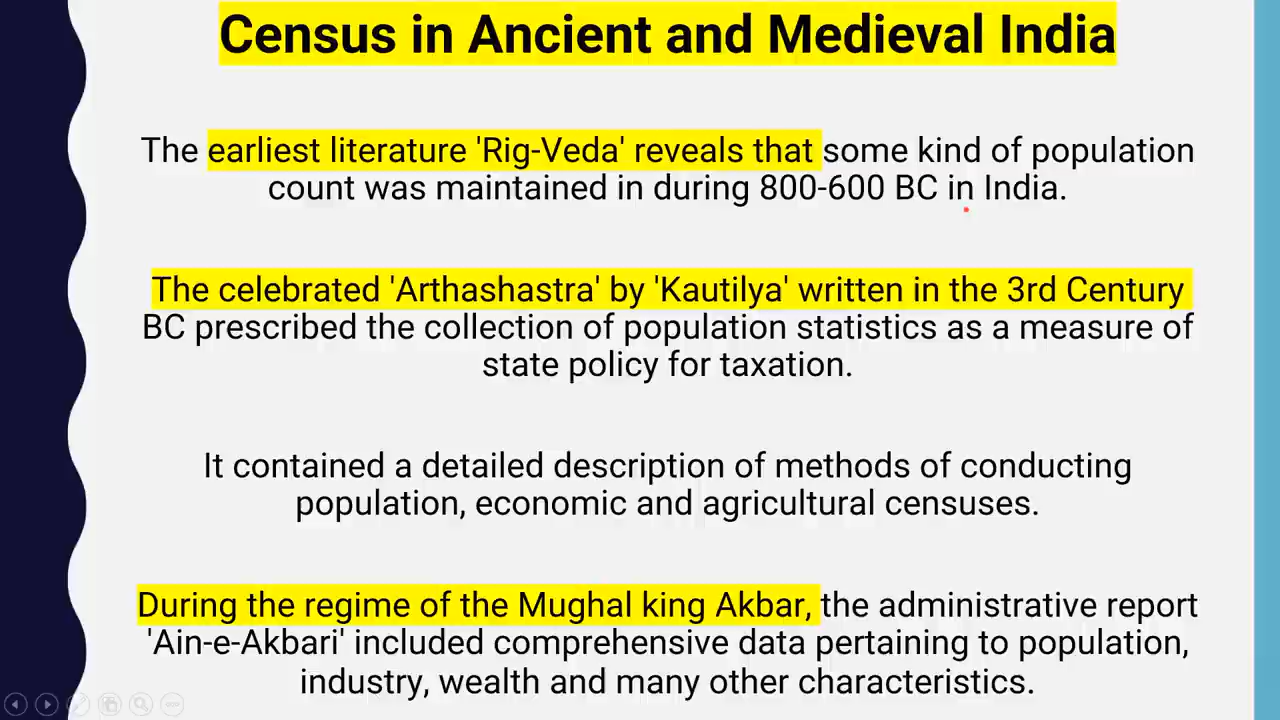 Census in Ancient and Medieval India
The earliest literature 'Rig-Veda' reveals that some kind of population
count was maintained in during 800-600 BC in India.
The celebrated 'Arthashastra' by 'Kautilya' written in the 3rd Century
BC prescribed the collection of population statistics as a measure of
state policy for taxation.
It contained a detailed description of methods of conducting
population, economic and agricultural censuses.
During the regime of the Mughal king Akbar, the administrative report
'Ain-e-Akbari' included comprehensive data pertaining to population,
industry, wealth and many other characteristics.